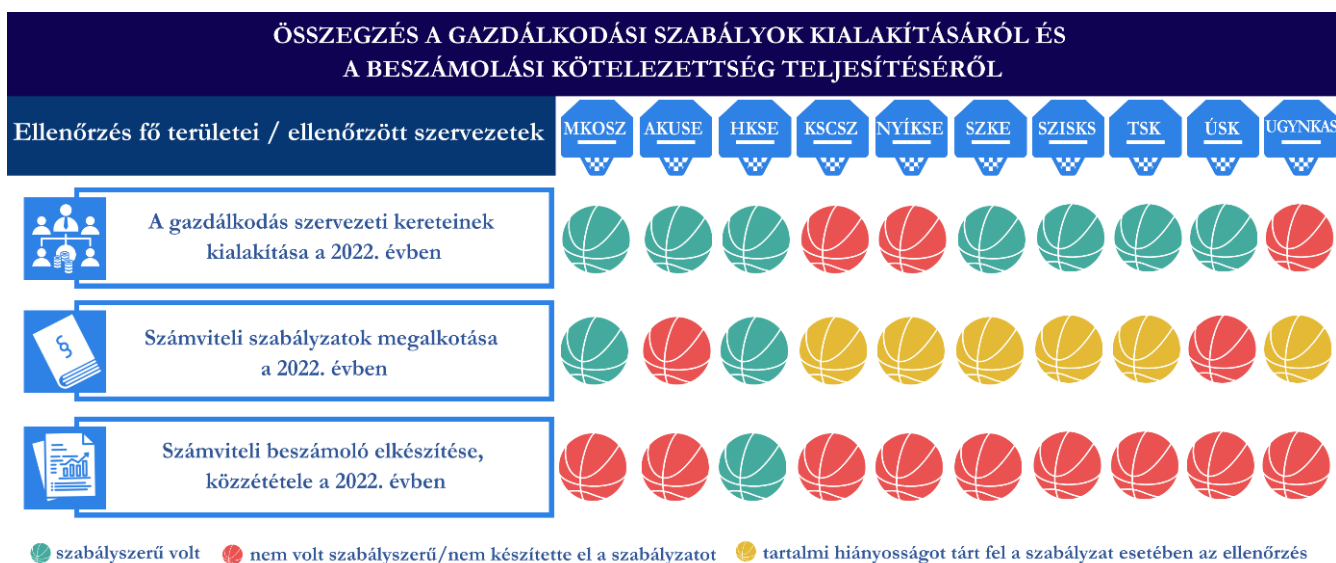 ÖSSZEGZÉS A GAZDÁLKODÁSI SZABÁLYOK KIALAKÍTÁSÁRÓL ÉS
A BESZÁMOLÁSI KÖTELEZETTSÉG TELJESÍTÉSÉRŐL
Ellenőrzés fő területei / ellenőrzött szervezetek
MKOSZ AKUSE HKSE KSCSZ NYÍKSE SZKE SZISKS TSK ÚSK UGYNKAS
A gazdálkodás szervezeti kereteinek
kialakítása a 2022. évben
§
Számviteli szabályzatok megalkotása
a 2022. évben
Számviteli beszámoló elkészítése,
közzététele a 2022. évben
szabályszerű volt nem volt szabályszerű/nem készítette el a szabályzatot tartalmi hiányosságot tárt fel a szabályzat esetében az ellenőrzés